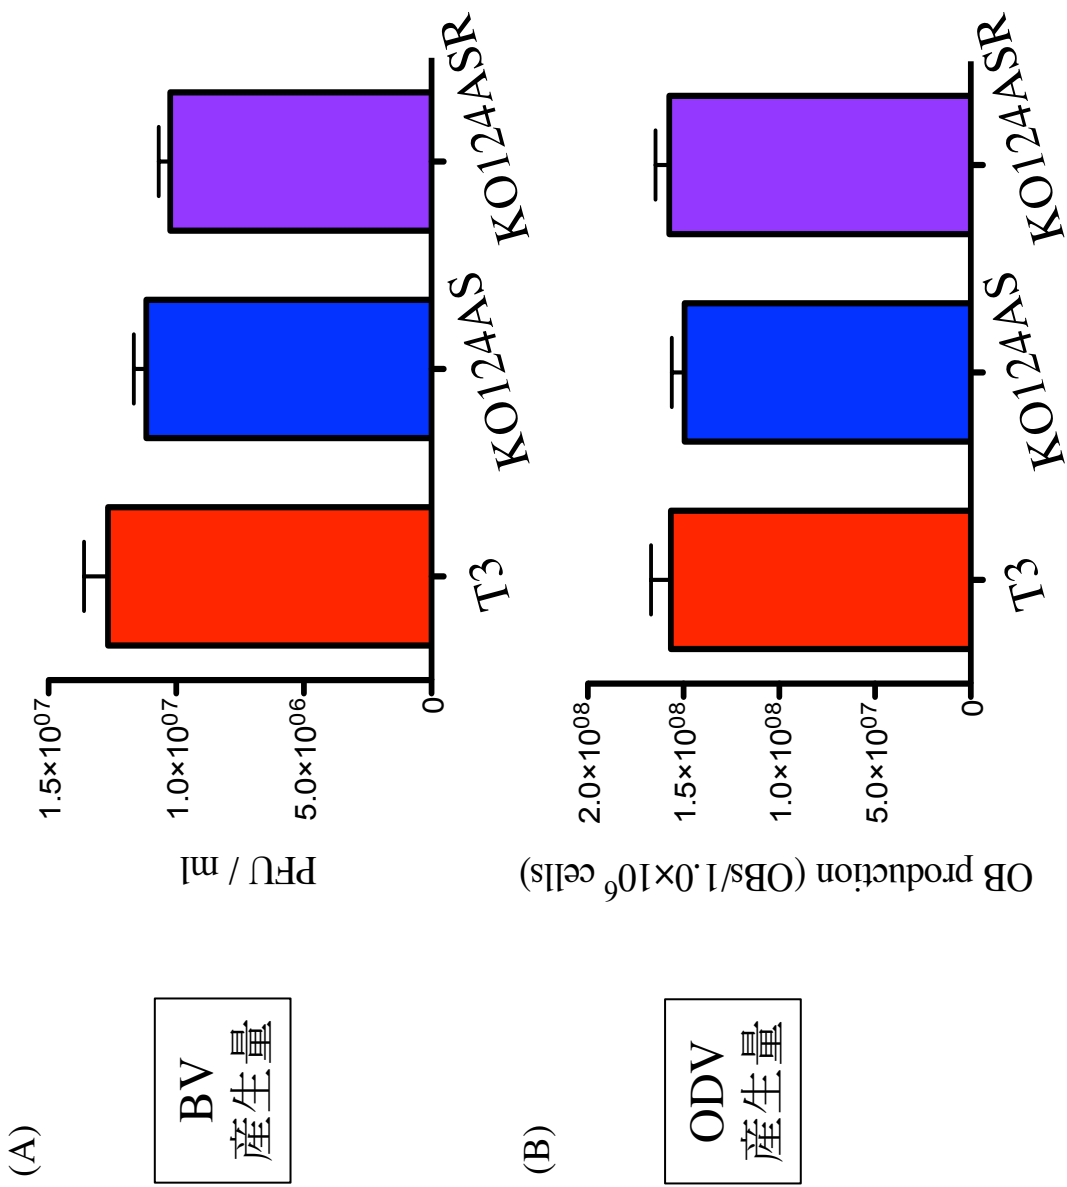 (A)
BV
産生量
PFU / ml
1.5×10⁰⁷
1.0×10⁰⁷
5.0×10⁰⁶
0
T3
KO124AS
KO124ASR
(B)
ODV
産生量
OB production (OBs/1.0×10⁶ cells)
2.0×10⁰⁸
1.5×10⁰⁸
1.0×10⁰⁸
5.0×10⁰⁷
0
T3
KO124AS
KO124ASR